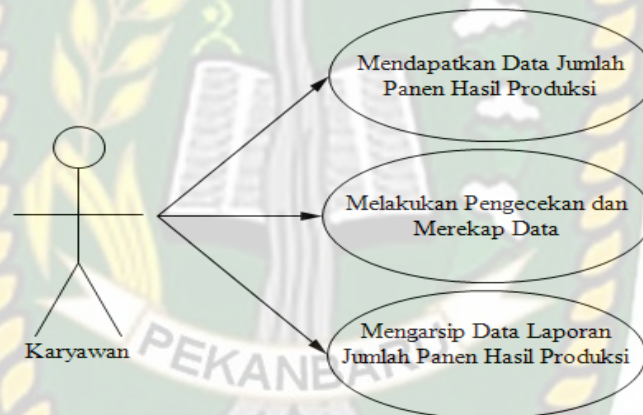 Mendapatkan Data Jumlah
Panen Hasil Produksi
Melakukan Pengecekan dan
Merekap Data
Karyawan
Mengarsip Data Laporan
Jumlah Panen Hasil Produksi
PEKANBARU